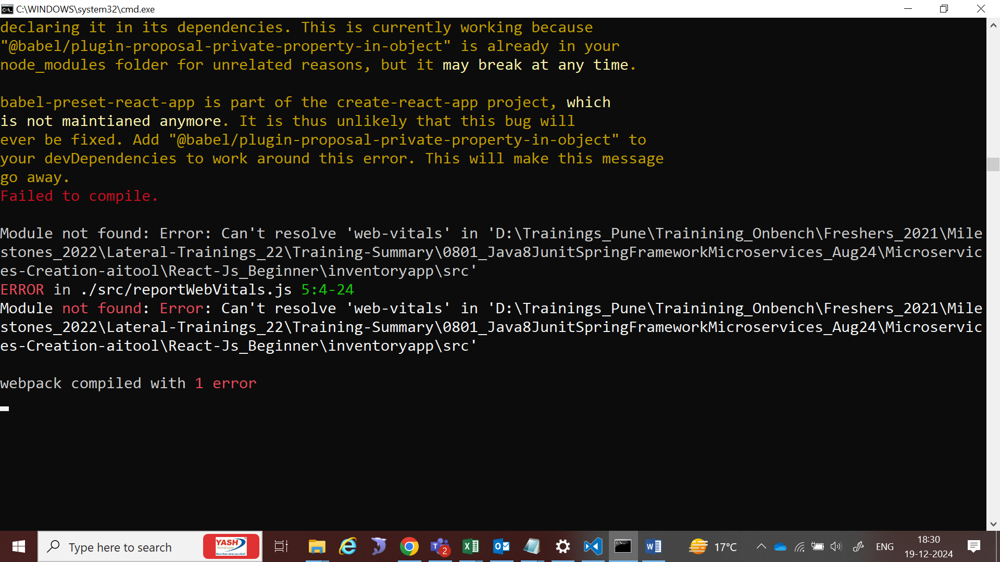 C:\WINDOWS\system32\cmd.exe
declaring it in its dependencies. This is currently working because
"@babel/plugin-proposal-private-property-in-object" is already in your
node_modules folder for unrelated reasons, but it may break at any time.
babel-preset-react-app is part of the create-react-app project, which
is not maintianed anymore. It is thus unlikely that this bug will
ever be fixed. Add "@babel/plugin-proposal-private-property-in-object" to
your devDependencies to work around this error. This will make this message
go away.
Failed to compile.
Module not found: Error: Can't resolve 'web-vitals' in 'D:\Trainings_Pune\Trainining_Onbench\Freshers_2021\Mile
stones_2022\Lateral-Trainings_22\Training-Summary\0801_Java8JunitSpringFrameworkMicroservices_Aug24\Microservic
es-Creation-aitool\React-Js_Beginner\inventoryapp\src'
ERROR in ./src/reportWebVitals.js 5:4-24
Module not found: Error: Can't resolve 'web-vitals' in 'D:\Trainings_Pune\Trainining_Onbench\Freshers_2021\Mile
stones_2022\Lateral-Trainings_22\Training-Summary\0801_Java8JunitSpringFrameworkMicroservices_Aug24\Microservic
es-Creation-aitool\React-Js_Beginner\inventoryapp\src'
webpack compiled with 1 error
Type here to search
YASH
Technologies
More than what you think.
2
17°C
ENG
18:30
19-12-2024